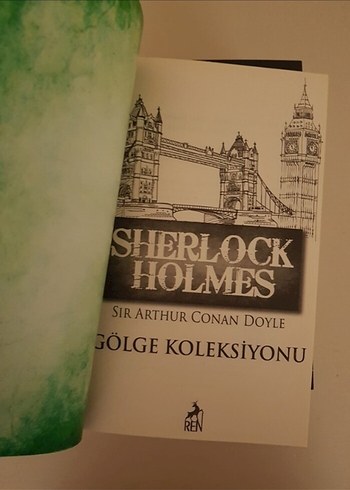 SHERLOCK
HOLMES
SIR ARTHUR CONAN DOYLE
GÖLGE KOLEKSİYONU
REN